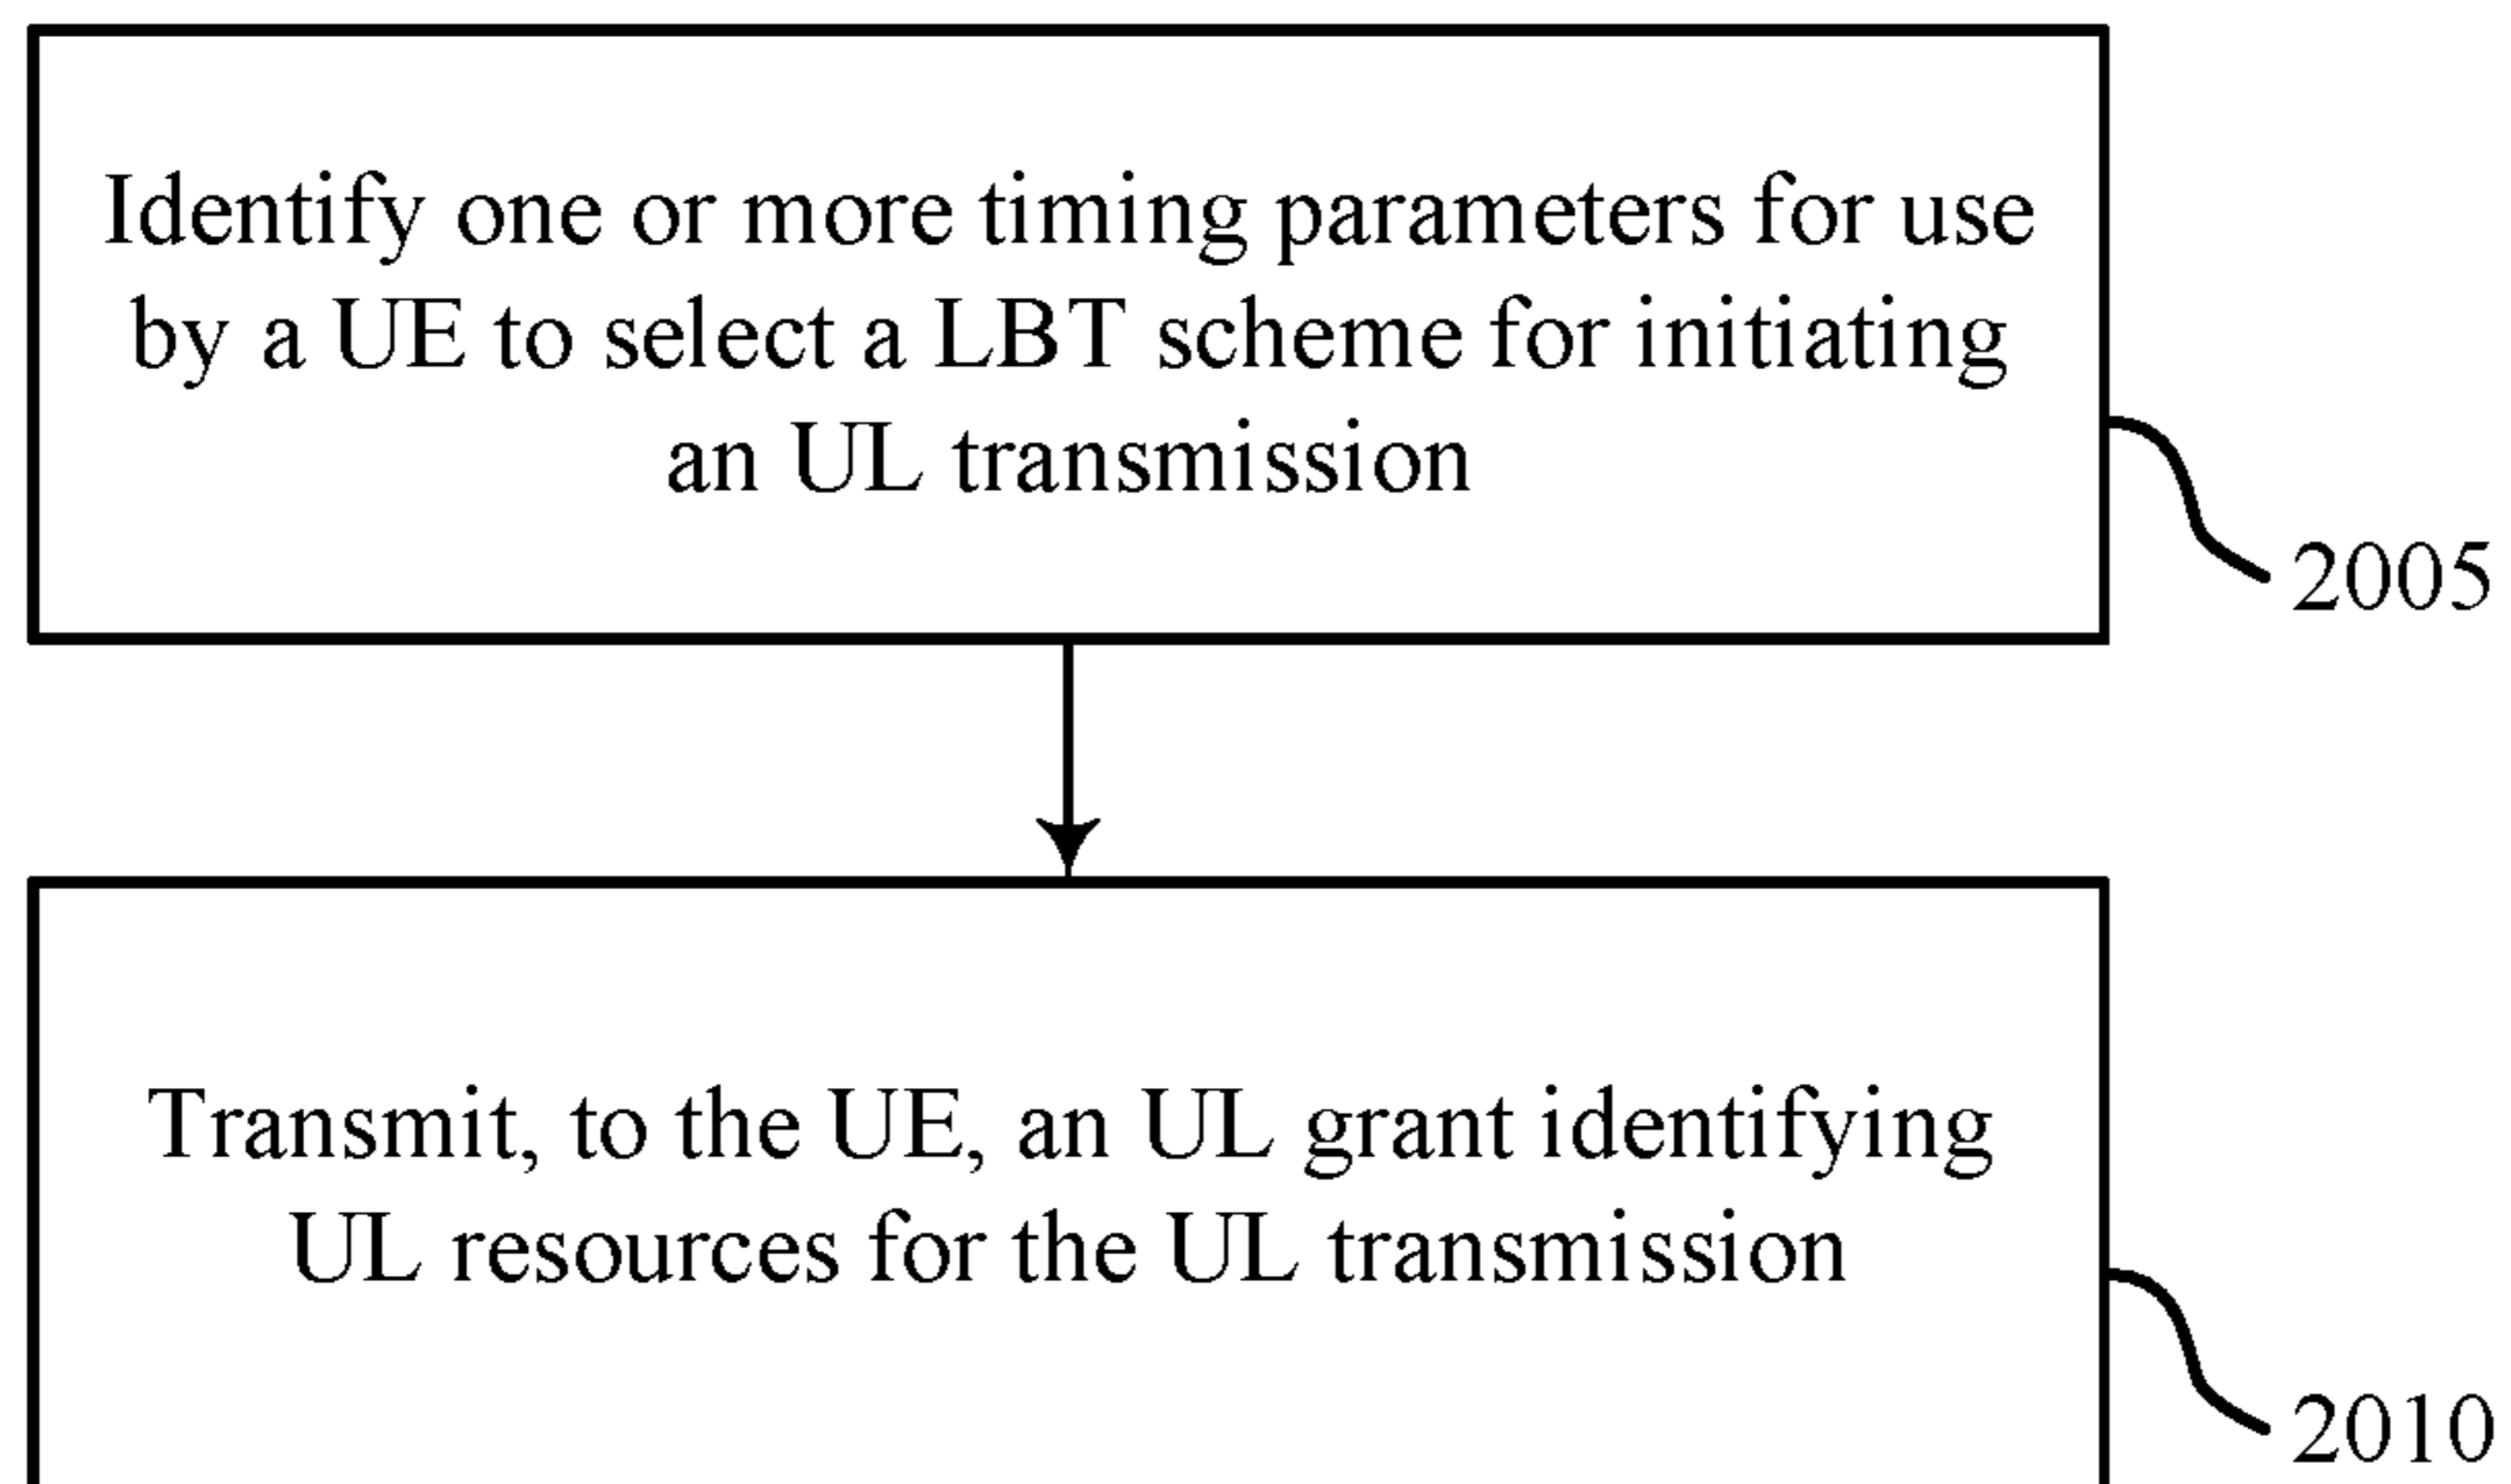 Identify one or more timing parameters for use
by a UE to select a LBT scheme for initiating
an UL transmission
2005
Transmit, to the UE, an UL grant identifying
UL resources for the UL transmission
2010